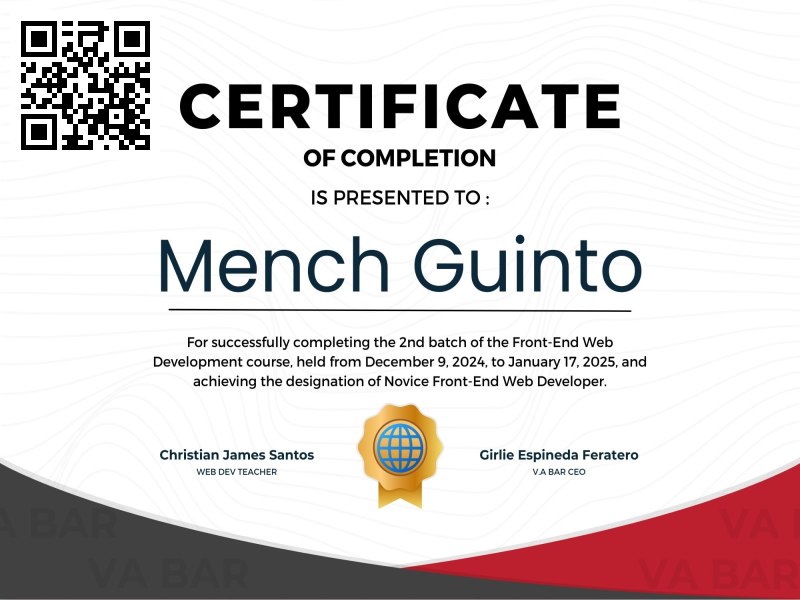 CERTIFICATE
OF COMPLETION
IS PRESENTED TO :
Mench Guinto
For successfully completing the 2nd batch of the Front-End Web
Development course, held from December 9, 2024, to January 17, 2025, and
achieving the designation of Novice Front-End Web Developer.
Christian James Santos
WEB DEV TEACHER
Girlie Espineda Feratero
V.A BAR CEO
VA BAR
VA BAR
VA B
VA BAR